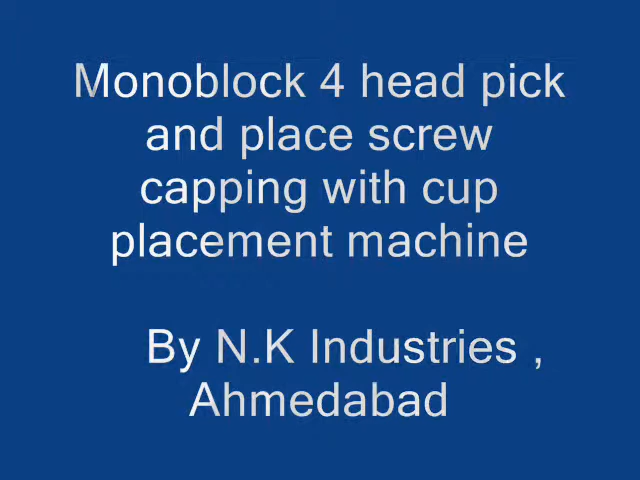 Monoblock 4 head pick
and place screw
capping with cup
placement machine
By N.K Industries ,
Ahmedabad